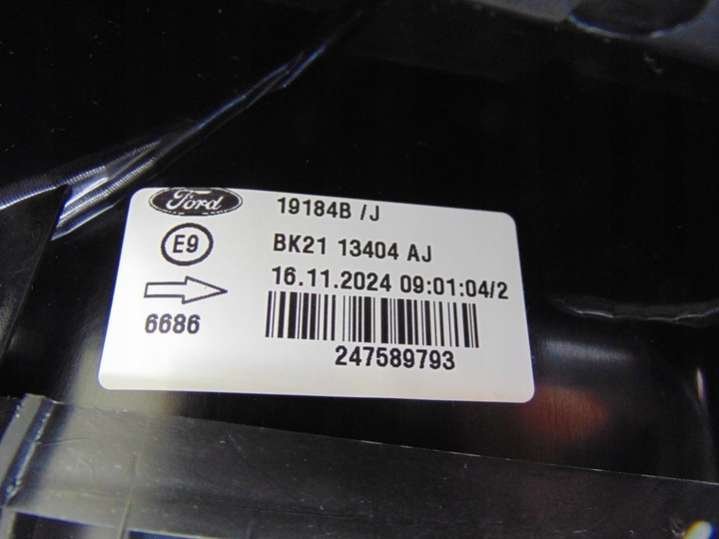 Ford
19184B /J
E9
BK21 13404 AJ
16.11.2024 09:01:04/2
6686
247589793